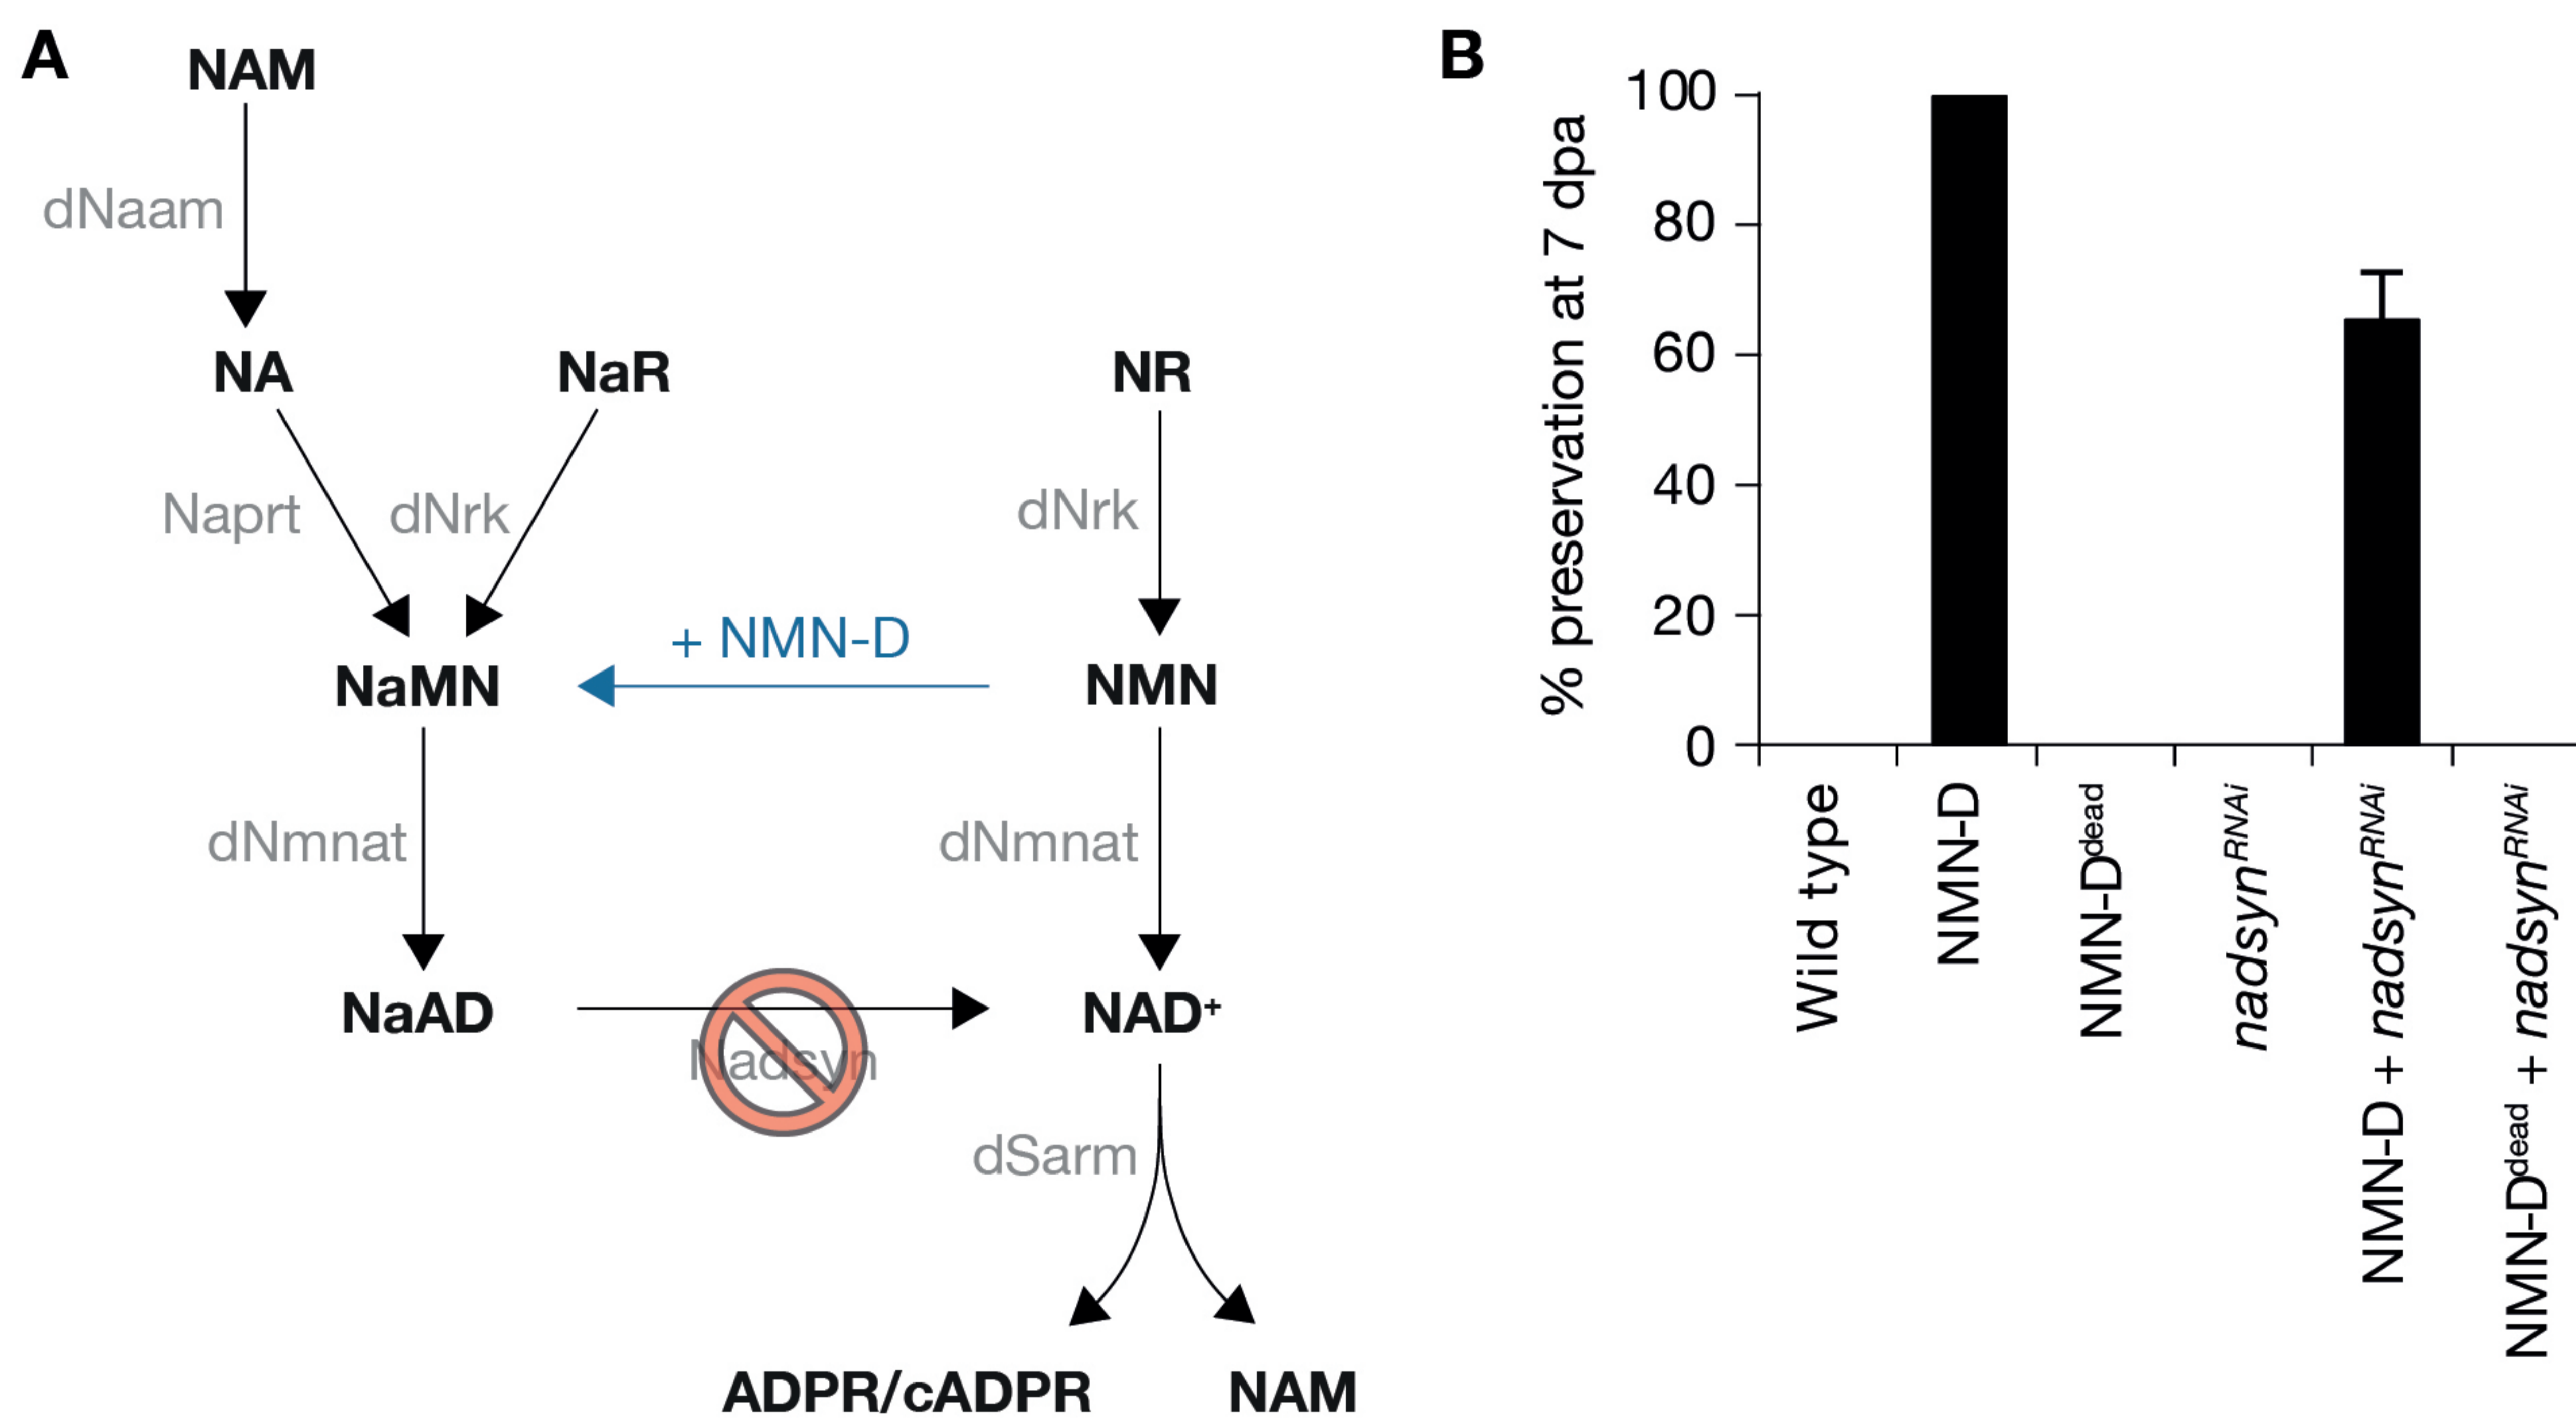 A
NAM
dNaam
NA
NaR
NR
Naprt
dNrk
dNrk
+ NMN-D
NaMN
NMN
dNmnat
dNmnat
NaAD
Nadsyn
NAD⁺
dSarm
ADPR/cADPR
NAM
B
% preservation at 7 dpa
100
80
60
40
20
0
Wild type
NMN-D
NMN-Dᵈᵉᵃᵈ
nadsynᴿᴺᴬⁱ
NMN-D + nadsynᴿᴺᴬⁱ
NMN-Dᵈᵉᵃᵈ + nadsynᴿᴺᴬⁱ